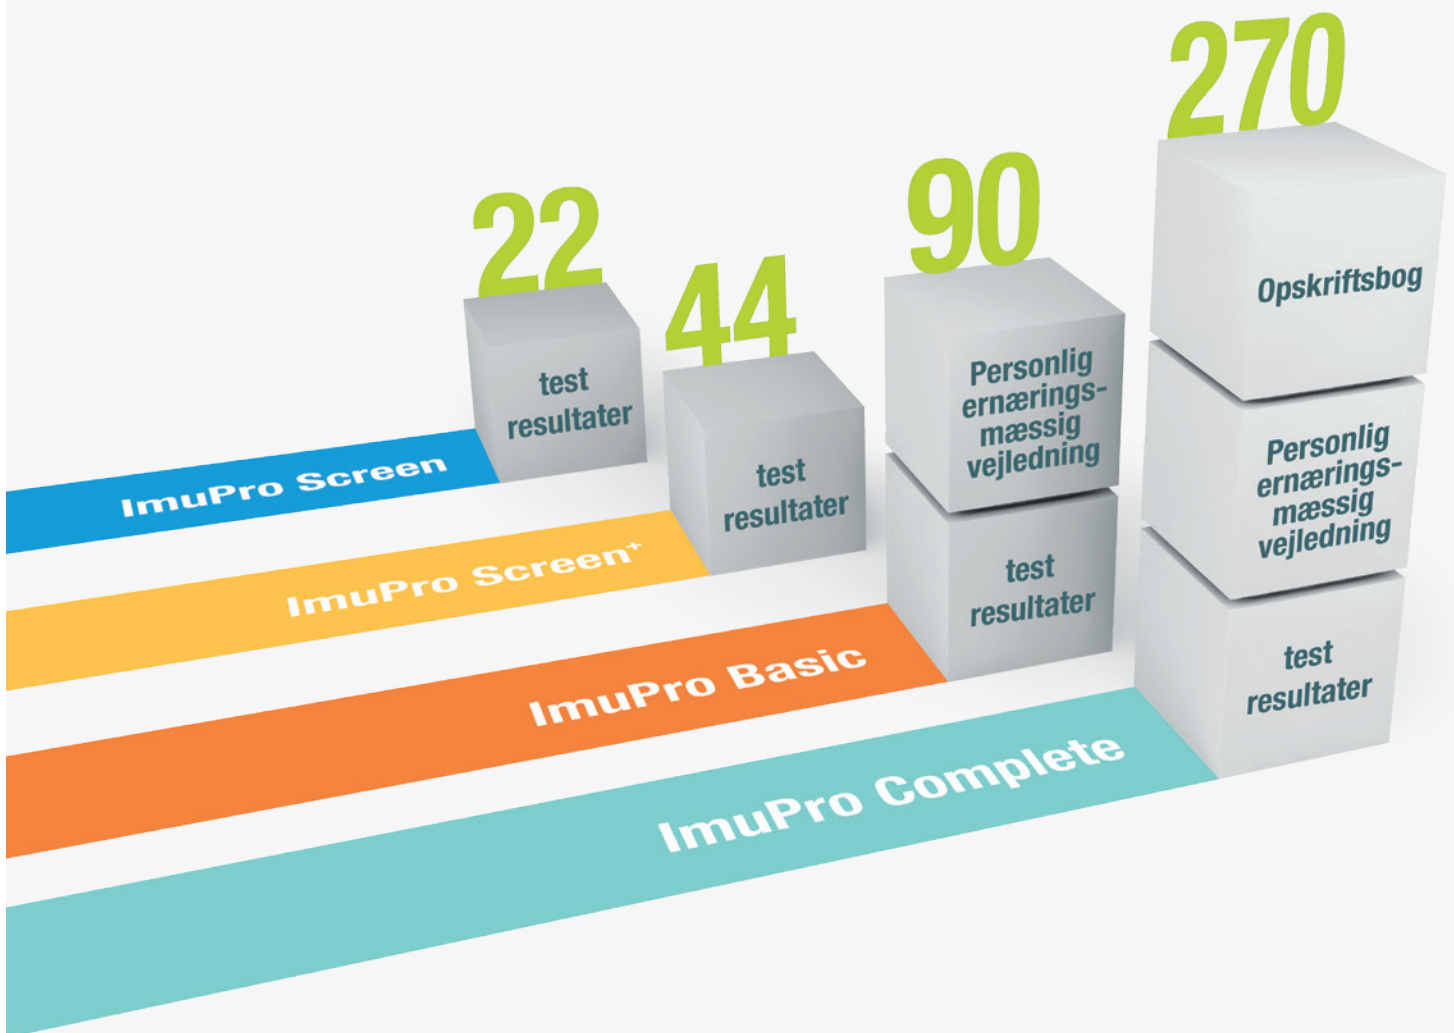 22
test
resultater
ImuPro Screen
44
test
resultater
ImuPro Screen⁺
90
Personlig
ernærings-
mæssig
vejledning
test
resultater
ImuPro Basic
270
Opskriftsbog
Personlig
ernærings-
mæssig
vejledning
test
resultater
ImuPro Complete